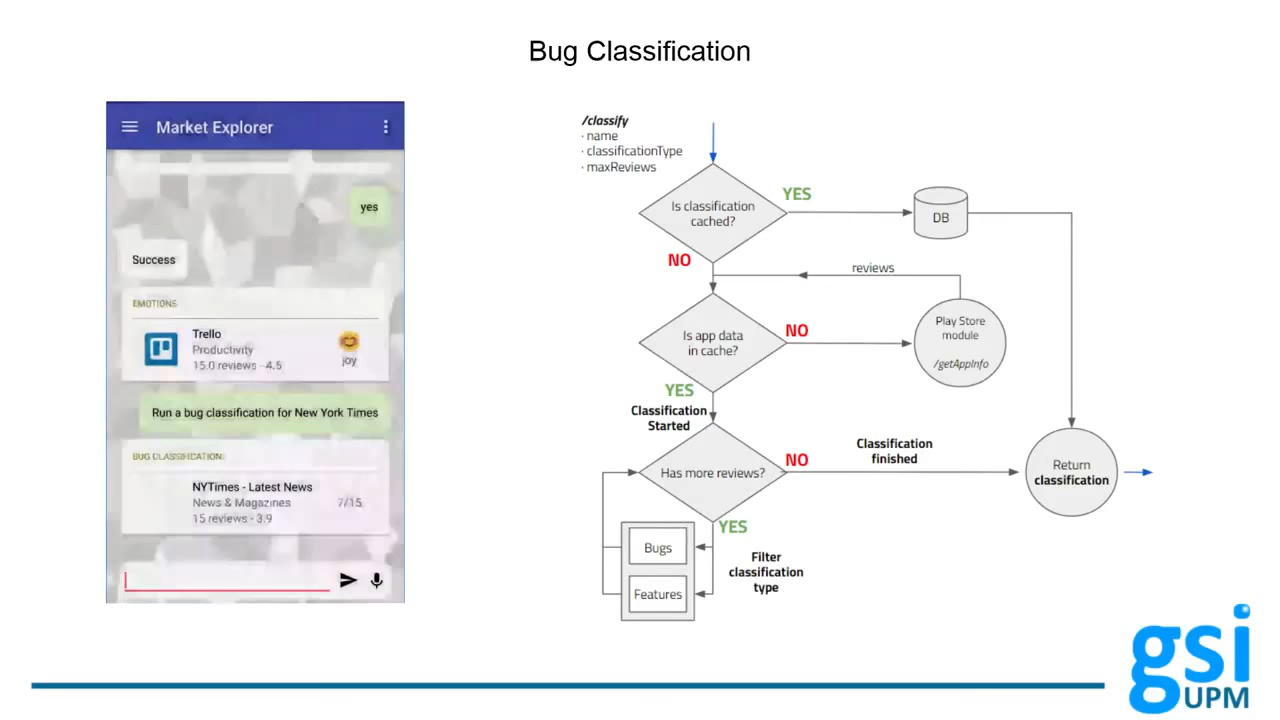 Bug Classification
Market Explorer
yes
Success
EMOTIONS
Trello
Productivity
15.0 reviews - 4.5
joy
Run a bug classification for New York Times
BUG CLASSIFICATION
NYTimes - Latest News
News & Magazines
7/15
15 reviews - 3.9
/classify
· name
· classificationType
· maxReviews
Is classification
cached?
YES
DB
NO
reviews
Is app data
in cache?
NO
Play Store
module
/getAppInfo
YES
Classification
Started
Has more reviews?
NO
Classification
finished
Return
classification
YES
Bugs
Features
Filter
classification
type
gsi
UPM